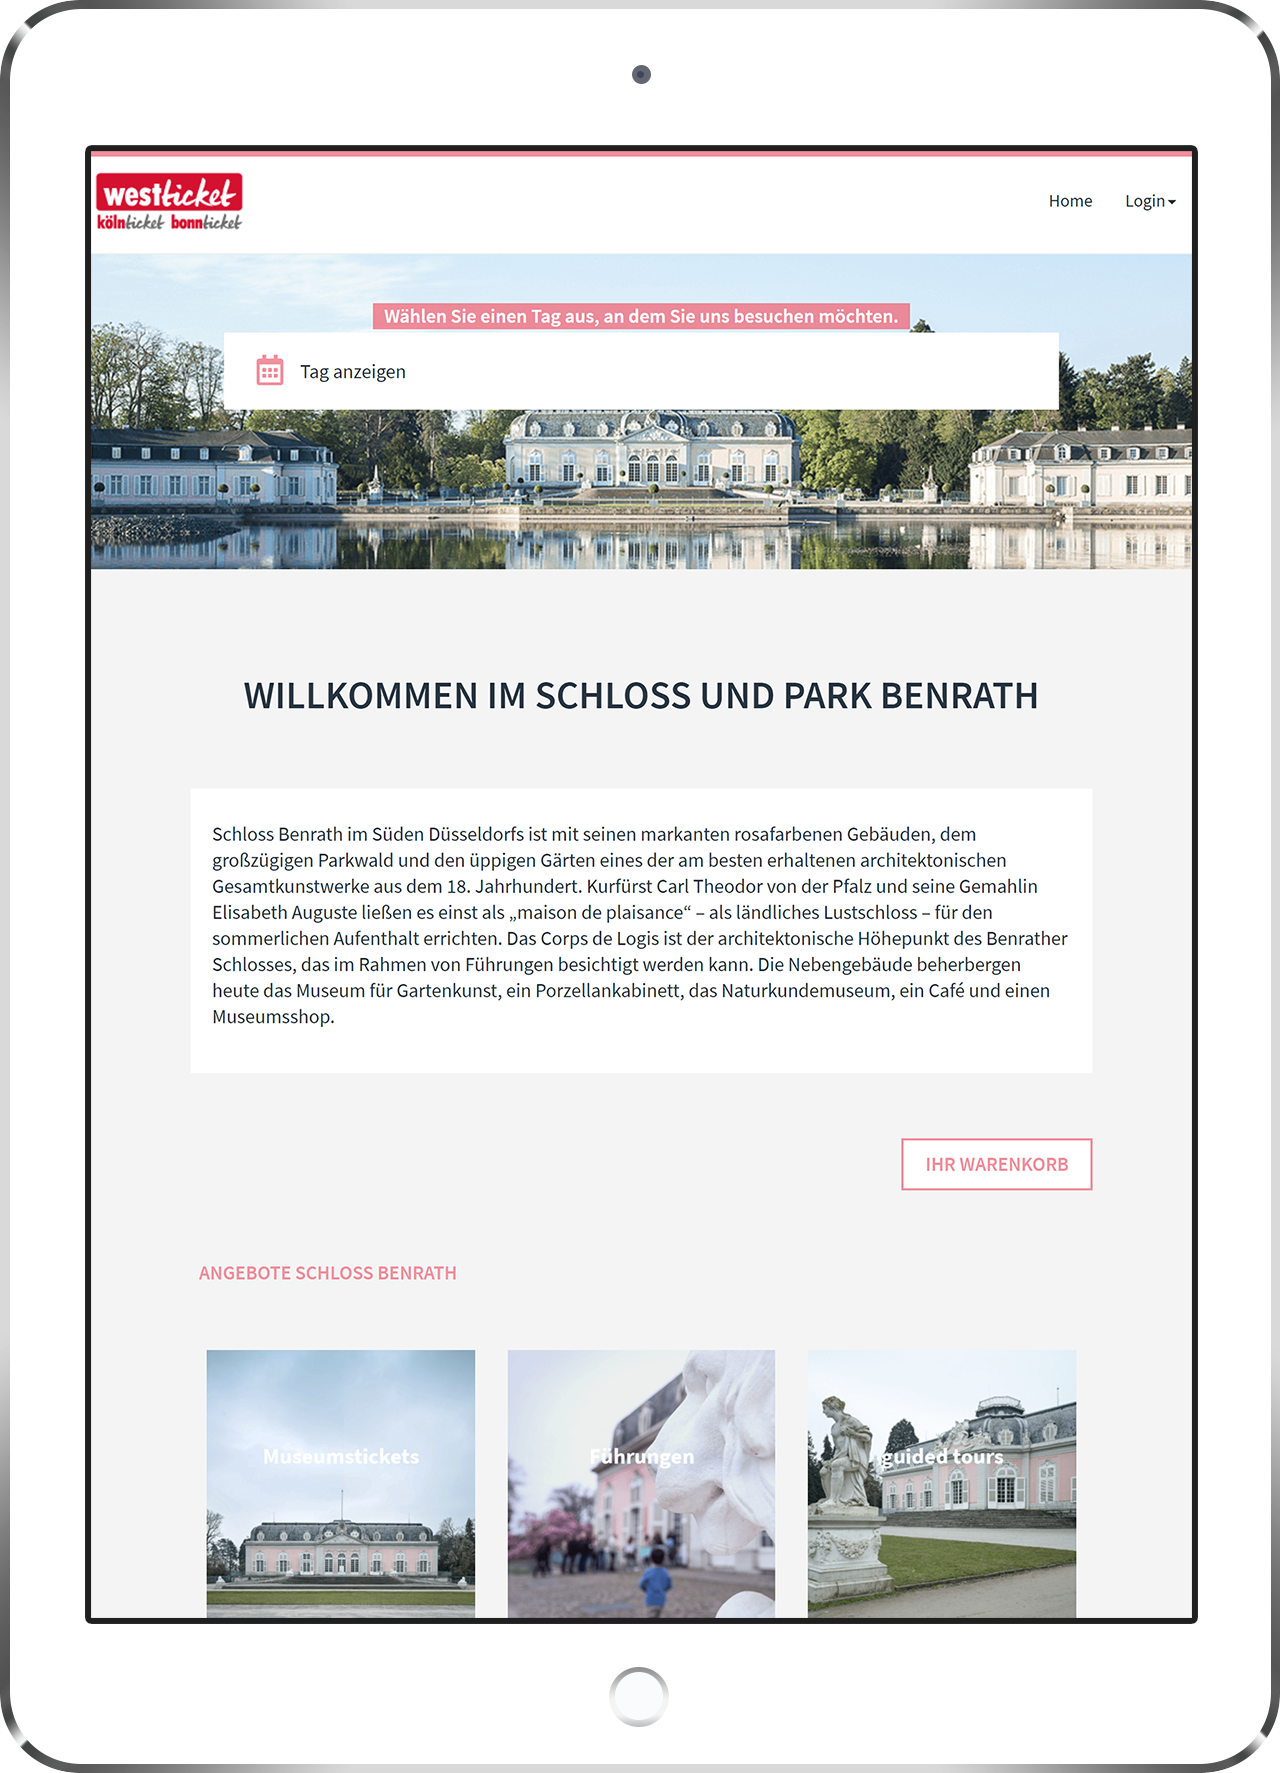 westticket
kölnticket bonnticket
Home
Login
Wählen Sie einen Tag aus, an dem Sie uns besuchen möchten.
Tag anzeigen
WILLKOMMEN IM SCHLOSS UND PARK BENRATH
Schloss Benrath im Süden Düsseldorfs ist mit seinen markanten rosafarbenen Gebäuden, dem
großzügigen Parkwald und den üppigen Gärten eines der am besten erhaltenen architektonischen
Gesamtkunstwerke aus dem 18. Jahrhundert. Kurfürst Carl Theodor von der Pfalz und seine Gemahlin
Elisabeth Auguste ließen es einst als „maison de plaisance“ – als ländliches Lustschloss – für den
sommerlichen Aufenthalt errichten. Das Corps de Logis ist der architektonische Höhepunkt des Benrather
Schlosses, das im Rahmen von Führungen besichtigt werden kann. Die Nebengebäude beherbergen
heute das Museum für Gartenkunst, ein Porzellankabinett, das Naturkundemuseum, ein Café und einen
Museumsshop.
IHR WARENKORB
ANGEBOTE SCHLOSS BENRATH
Museumstickets
Führungen
guided tours